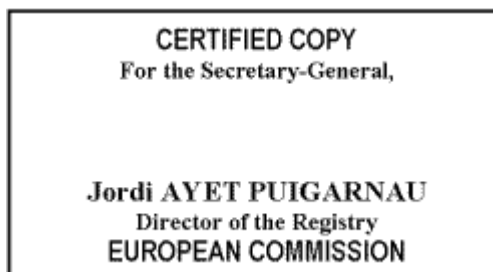 CERTIFIED COPY
For the Secretary-General,
Jordi AYET PUIGARNAU
Director of the Registry
EUROPEAN COMMISSION